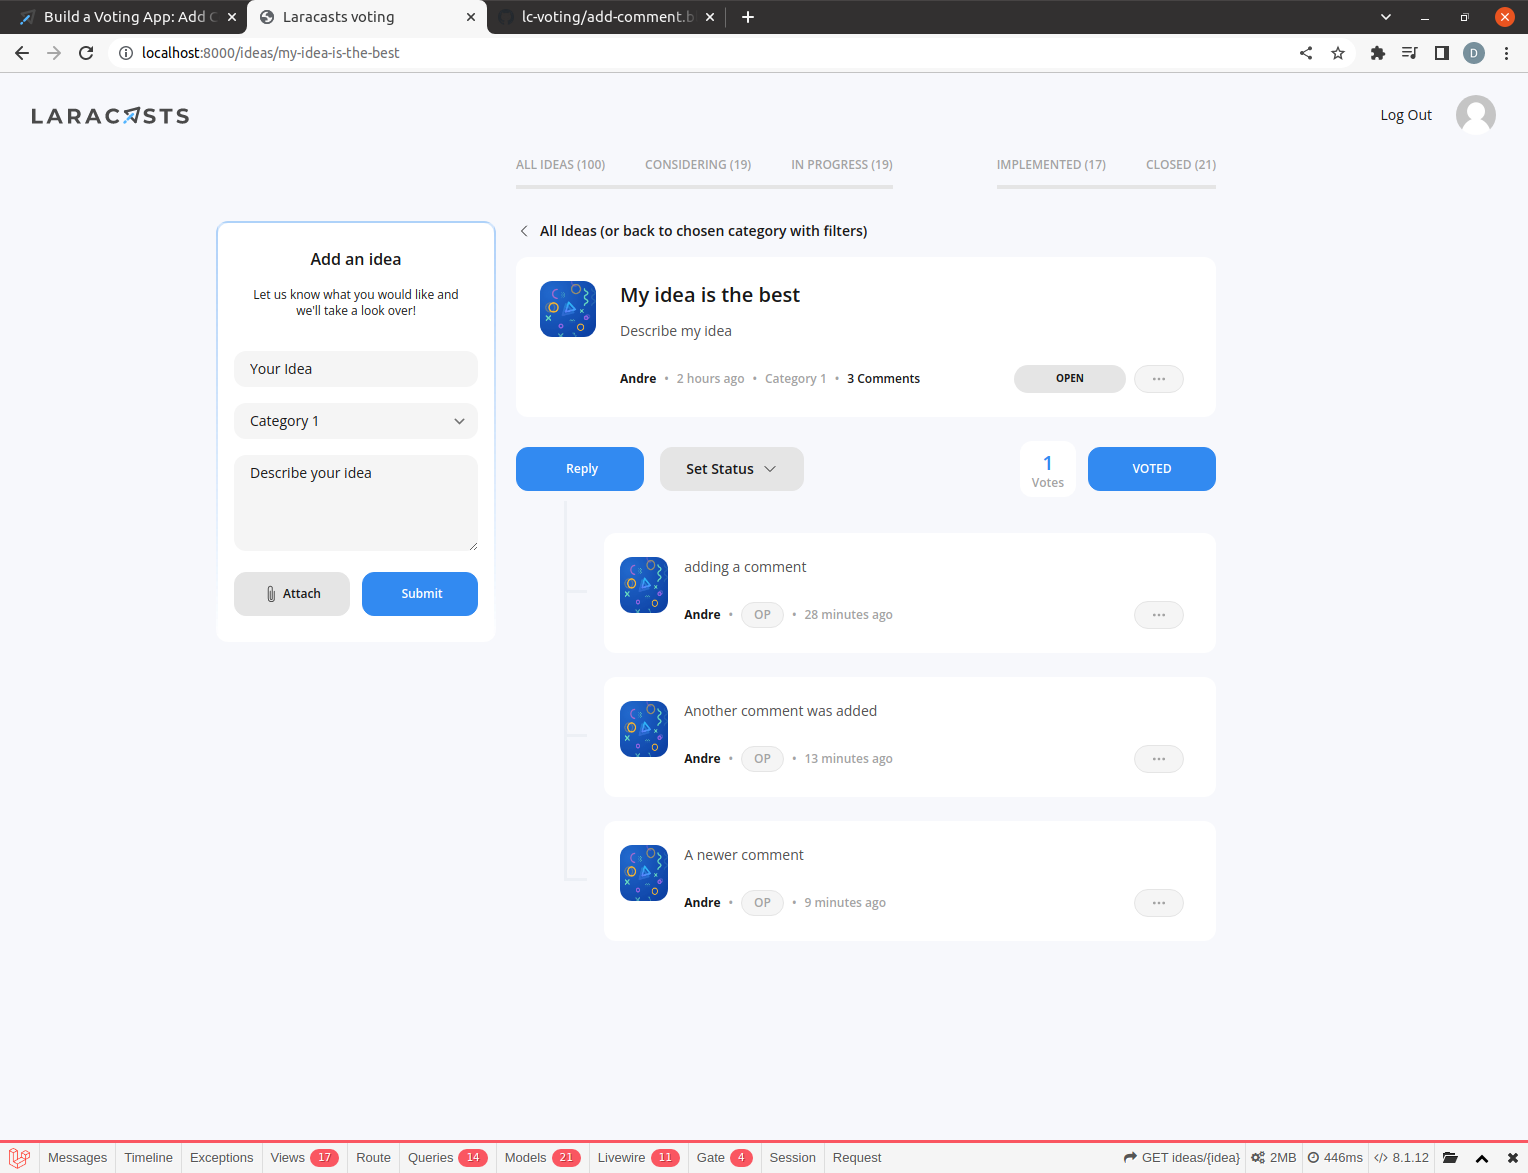 Build a Voting App: Add C
Laracasts voting
lc-voting/add-comment.b
localhost:8000/ideas/my-idea-is-the-best
D
LARACASTS
Log Out
ALL IDEAS (100) CONSIDERING (19) IN PROGRESS (19) IMPLEMENTED (17) CLOSED (21)
Add an idea
Let us know what you would like and
we'll take a look over!
Your Idea
Category 1
Describe your idea
Attach
Submit
All Ideas (or back to chosen category with filters)
My idea is the best
Describe my idea
Andre • 2 hours ago • Category 1 • 3 Comments
OPEN
Reply
Set Status
1
Votes
VOTED
adding a comment
Andre • OP • 28 minutes ago
Another comment was added
Andre • OP • 13 minutes ago
A newer comment
Andre • OP • 9 minutes ago
Messages Timeline Exceptions Views 17 Route Queries 14 Models 21 Livewire 11 Gate 4 Session Request GET ideas/{idea} 2MB 446ms 8.1.12